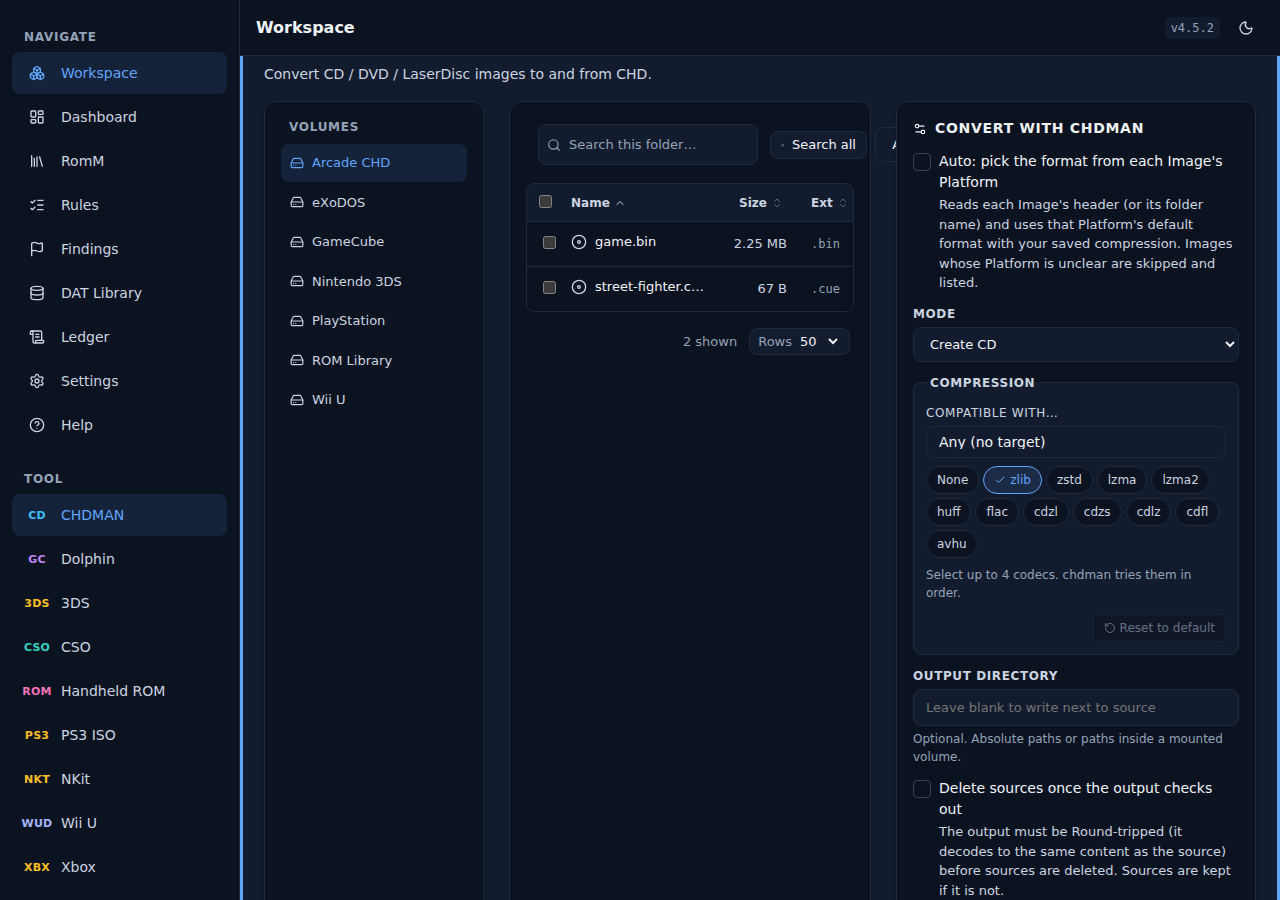 NAVIGATE
Workspace
Dashboard
RomM
Rules
Findings
DAT Library
Ledger
Settings
Help
TOOL
CD CHDMAN
GC Dolphin
3DS 3DS
CSO CSO
ROM Handheld ROM
PS3 PS3 ISO
NKT NKit
WUD Wii U
XBX Xbox
Workspace
v4.5.2
Convert CD / DVD / LaserDisc images to and from CHD.
VOLUMES
Arcade CHD
eXoDOS
GameCube
Nintendo 3DS
PlayStation
ROM Library
Wii U
Search this folder…
Search all
Name Size Ext
game.bin 2.25 MB .bin
street-fighter.c… 67 B .cue
2 shown Rows 50
CONVERT WITH CHDMAN
Auto: pick the format from each Image's
Platform
Reads each Image's header (or its folder
name) and uses that Platform's default
format with your saved compression. Images
whose Platform is unclear are skipped and
listed.
MODE
Create CD
COMPRESSION
COMPATIBLE WITH…
Any (no target)
None zlib zstd lzma lzma2
huff flac cdzl cdzs cdlz cdfl
avhu
Select up to 4 codecs. chdman tries them in
order.
Reset to default
OUTPUT DIRECTORY
Leave blank to write next to source
Optional. Absolute paths or paths inside a mounted
volume.
Delete sources once the output checks
out
The output must be Round-tripped (it
decodes to the same content as the source)
before sources are deleted. Sources are kept
if it is not.